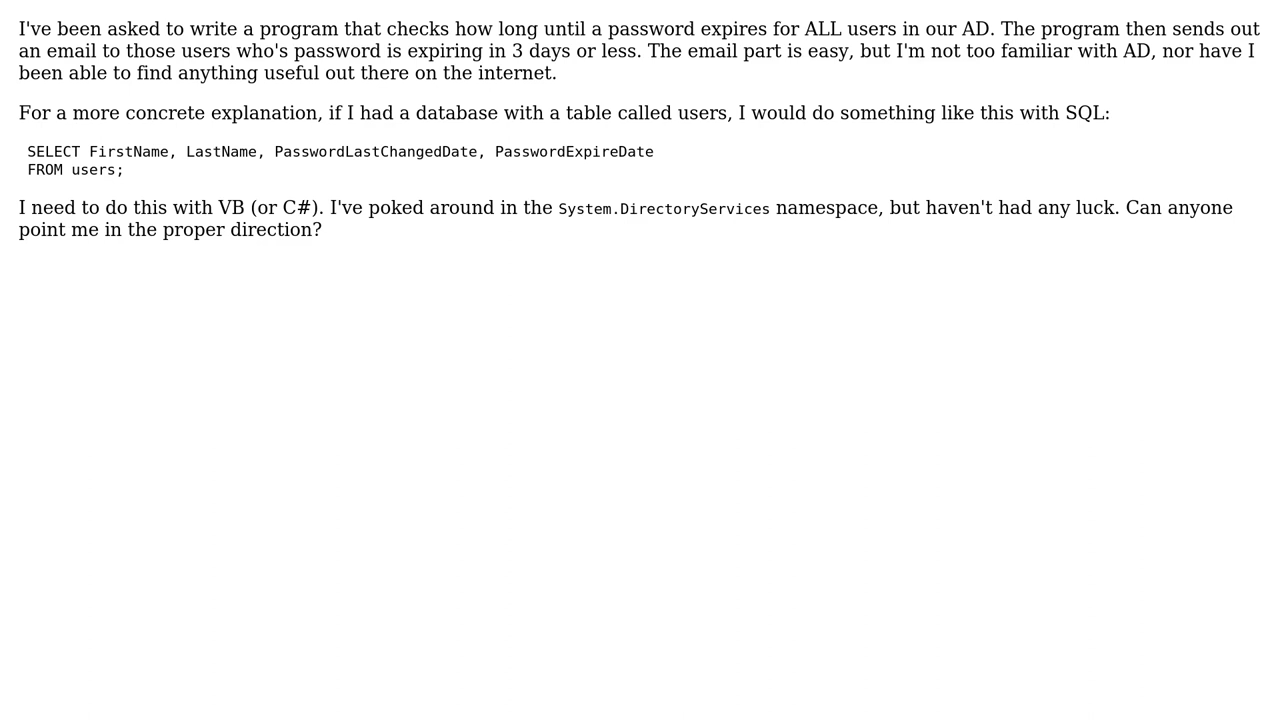 I've been asked to write a program that checks how long until a password expires for ALL users in our AD. The program then sends out
an email to those users who's password is expiring in 3 days or less. The email part is easy, but I'm not too familiar with AD, nor have I
been able to find anything useful out there on the internet.
For a more concrete explanation, if I had a database with a table called users, I would do something like this with SQL:
SELECT FirstName, LastName, PasswordLastChangedDate, PasswordExpireDate
FROM users;
I need to do this with VB (or C#). I've poked around in the System.DirectoryServices namespace, but haven't had any luck. Can anyone
point me in the proper direction?